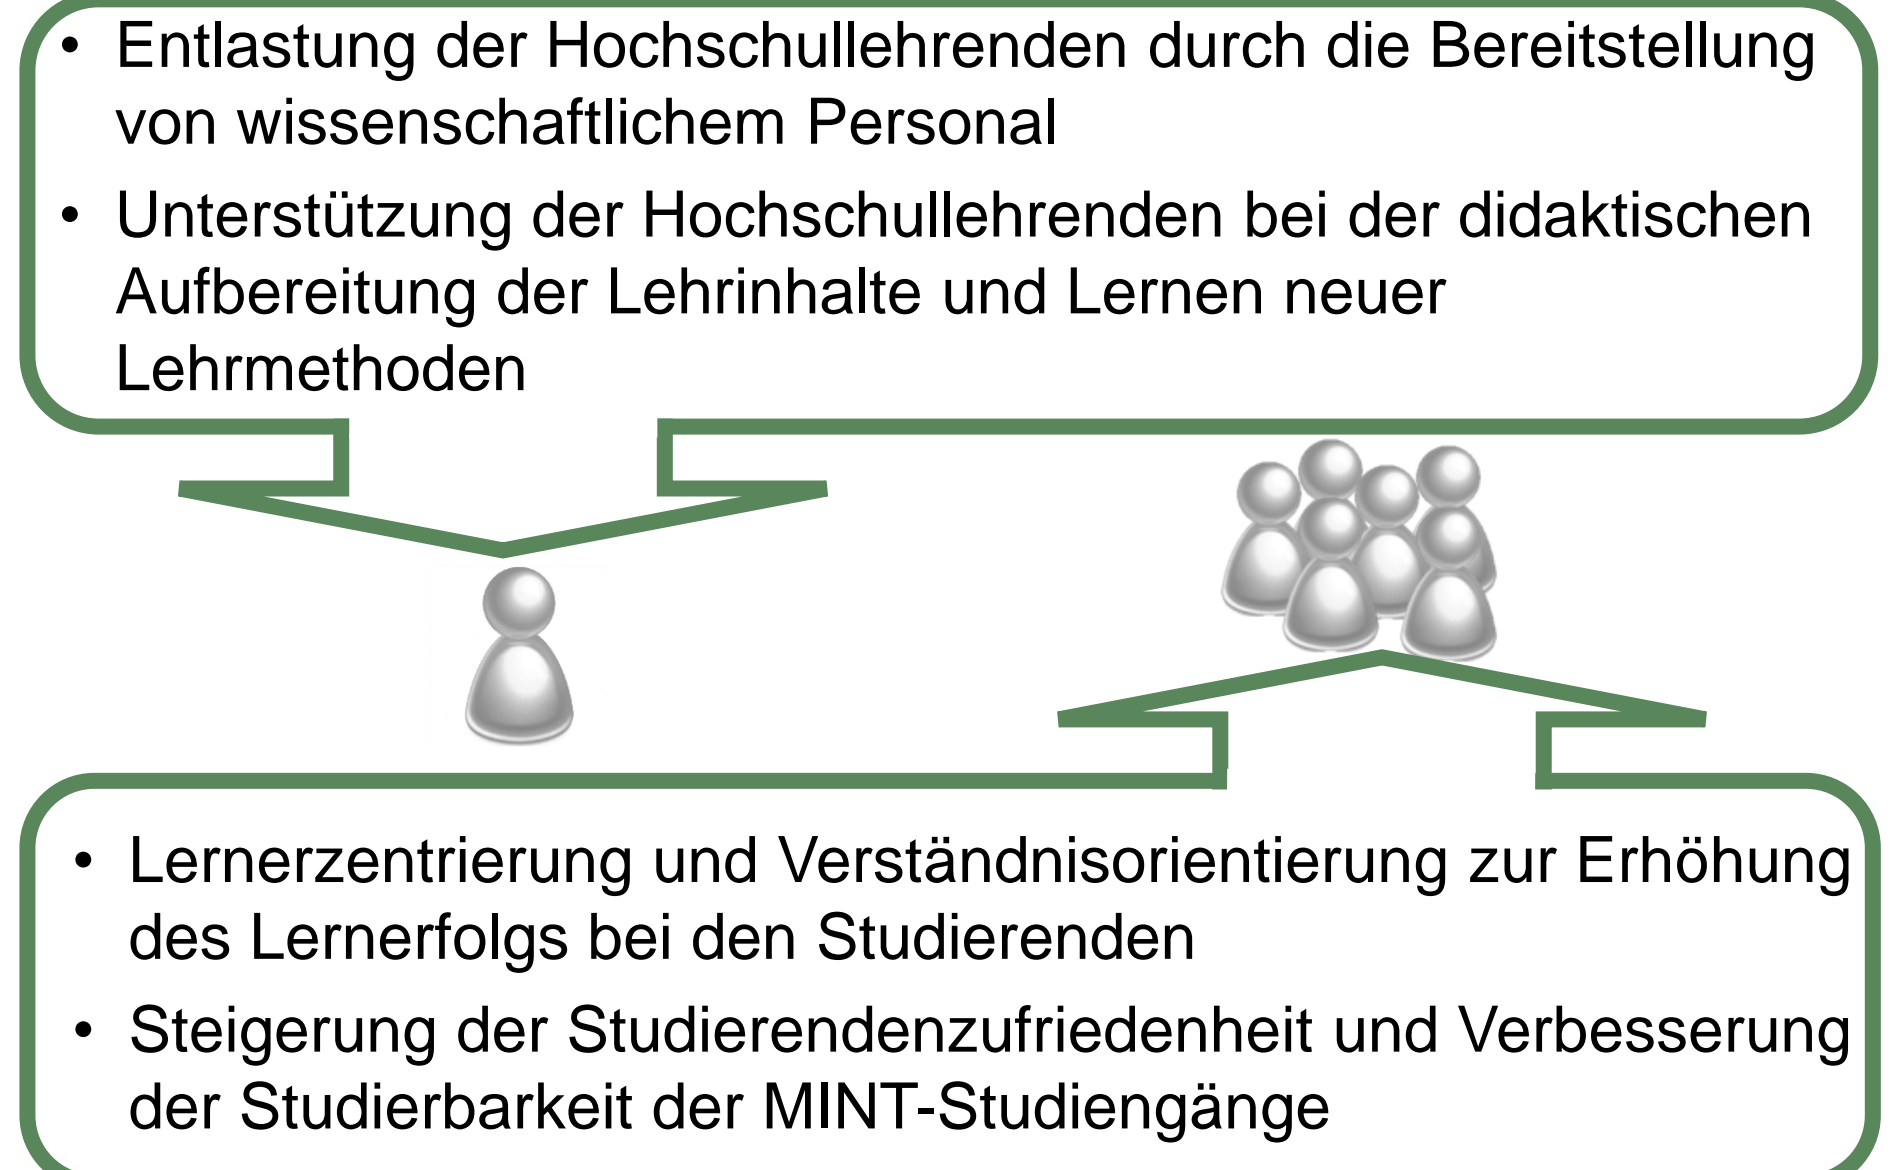 • Entlastung der Hochschullehrenden durch die Bereitstellung
von wissenschaftlichem Personal
• Unterstützung der Hochschullehrenden bei der didaktischen
Aufbereitung der Lehrinhalte und Lernen neuer
Lehrmethoden
• Lernerzentrierung und Verständnisorientierung zur Erhöhung
des Lernerfolgs bei den Studierenden
• Steigerung der Studierendenzufriedenheit und Verbesserung
der Studierbarkeit der MINT-Studiengänge